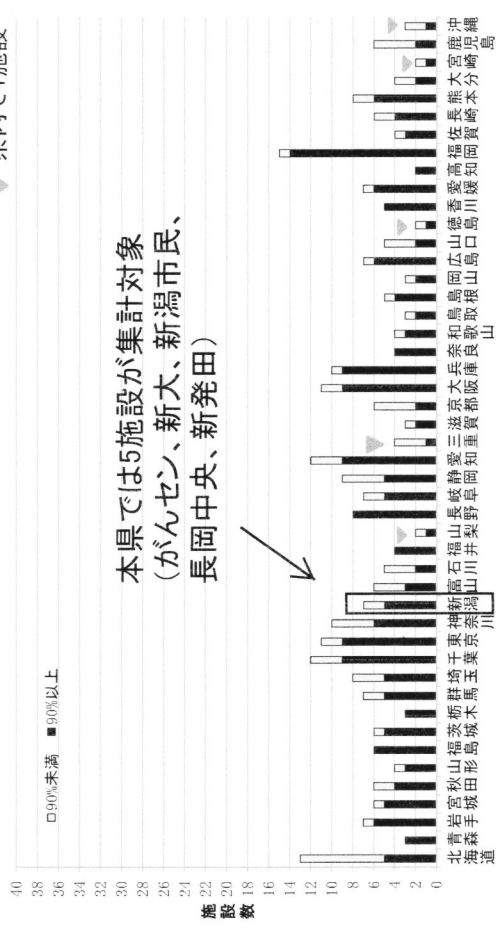 県内で1施設
□90%未満 ■90%以上
本県では5施設が集計対象
(がんセン、新大、新潟市民、
長岡中央、新発田)
施設数
40
38
36
34
32
30
28
26
24
22
20
18
16
14
12
10
8
6
4
2
0
北海道
青森
岩手
宮城
秋田
山形
福島
茨城
栃木
群馬
埼玉
千葉
東京
神奈川
新潟
富山
石川
福井
山梨
長野
岐阜
静岡
愛知
三重
滋賀
京都
大阪
兵庫
奈良
和歌山
鳥取
島根
岡山
広島
山口
徳島
香川
愛媛
高知
福岡
佐賀
長崎
熊本
大分
宮崎
鹿児島
沖縄